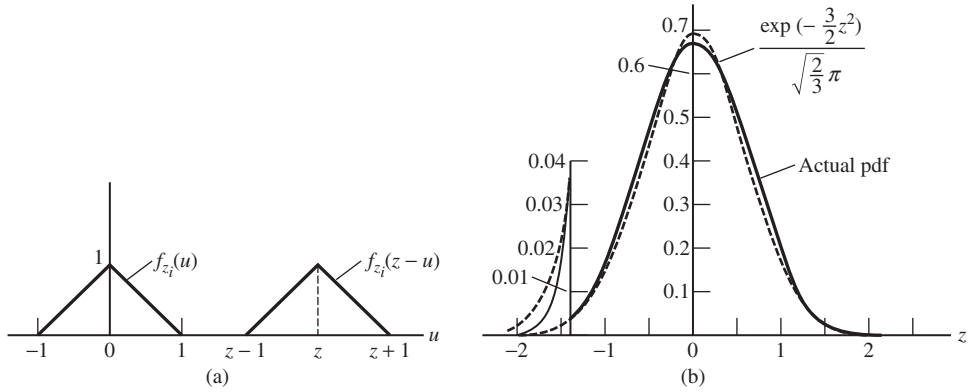 1
f_{z_i}(u)
f_{z_i}(z − u)
−1
0
1
z − 1
z
z + 1
u
(a)
0.7
0.6
0.5
0.4
0.3
0.2
0.1
exp (− 3/2 z²)
√(2/3) π
Actual pdf
0.04
0.03
0.02
0.01
−2
−1
0
1
2
z
(b)